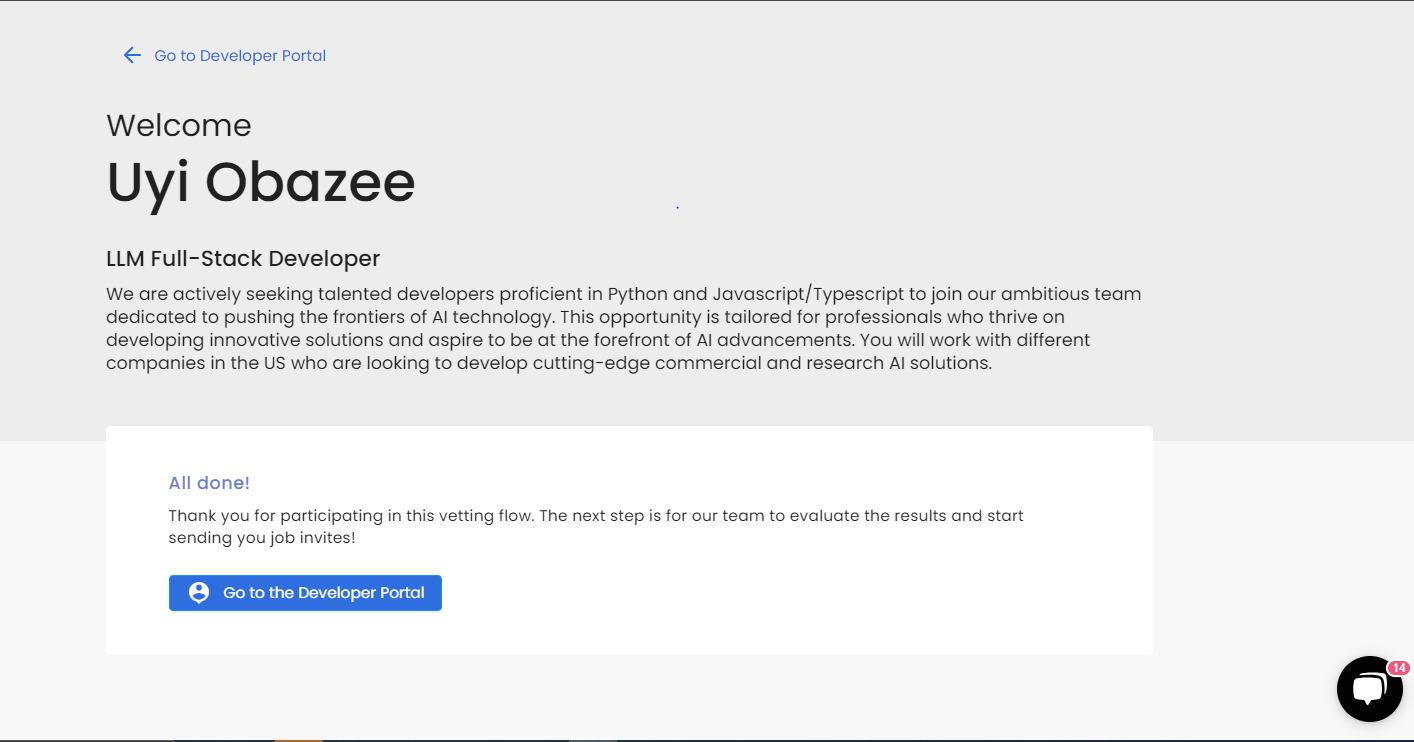 Go to Developer Portal
Welcome
Uyi Obazee
LLM Full-Stack Developer
We are actively seeking talented developers proficient in Python and Javascript/Typescript to join our ambitious team
dedicated to pushing the frontiers of AI technology. This opportunity is tailored for professionals who thrive on
developing innovative solutions and aspire to be at the forefront of AI advancements. You will work with different
companies in the US who are looking to develop cutting-edge commercial and research AI solutions.
All done!
Thank you for participating in this vetting flow. The next step is for our team to evaluate the results and start
sending you job invites!
Go to the Developer Portal
14